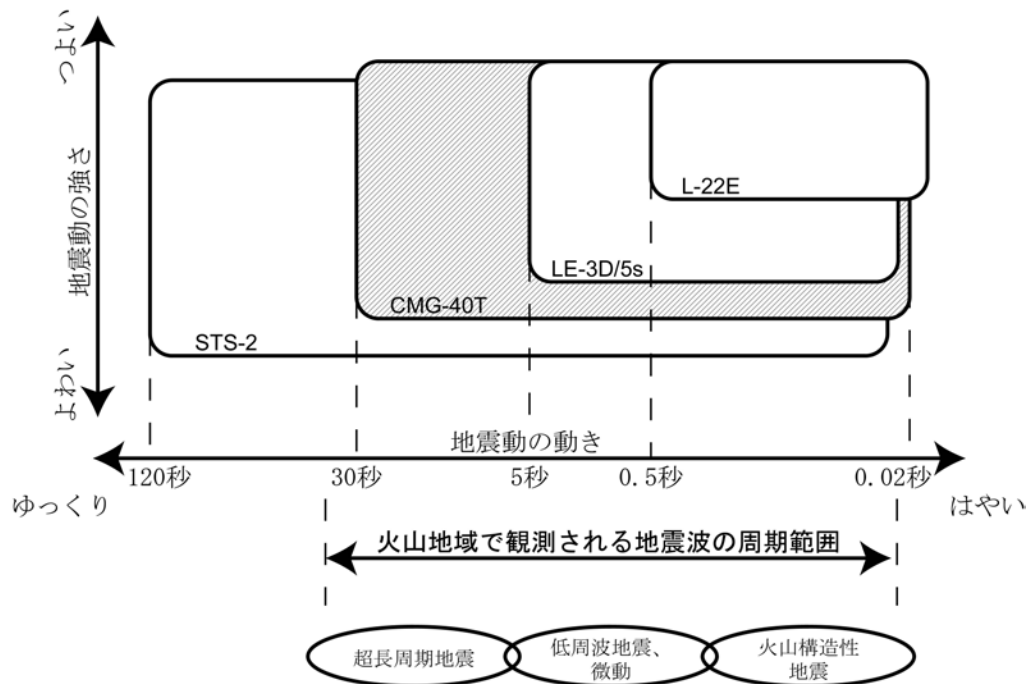 つよい
地震動の強さ
よわい
L-22E
LE-3D/5s
CMG-40T
STS-2
地震動の動き
120秒
30秒
5秒
0.5秒
0.02秒
ゆっくり
はやい
火山地域で観測される地震波の周期範囲
超長周期地震
低周波地震、
微動
火山構造性
地震